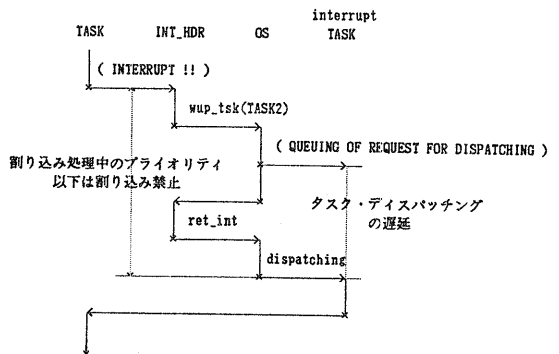 interrupt
TASK INT_HDR OS TASK
( INTERRUPT !! )
wup_tsk(TASK2)
( QUEUING OF REQUEST FOR DISPATCHING )
割り込み処理中のプライオリティ
以下は割り込み禁止
タスク・ディスパッチング
の遅延
ret_int
dispatching